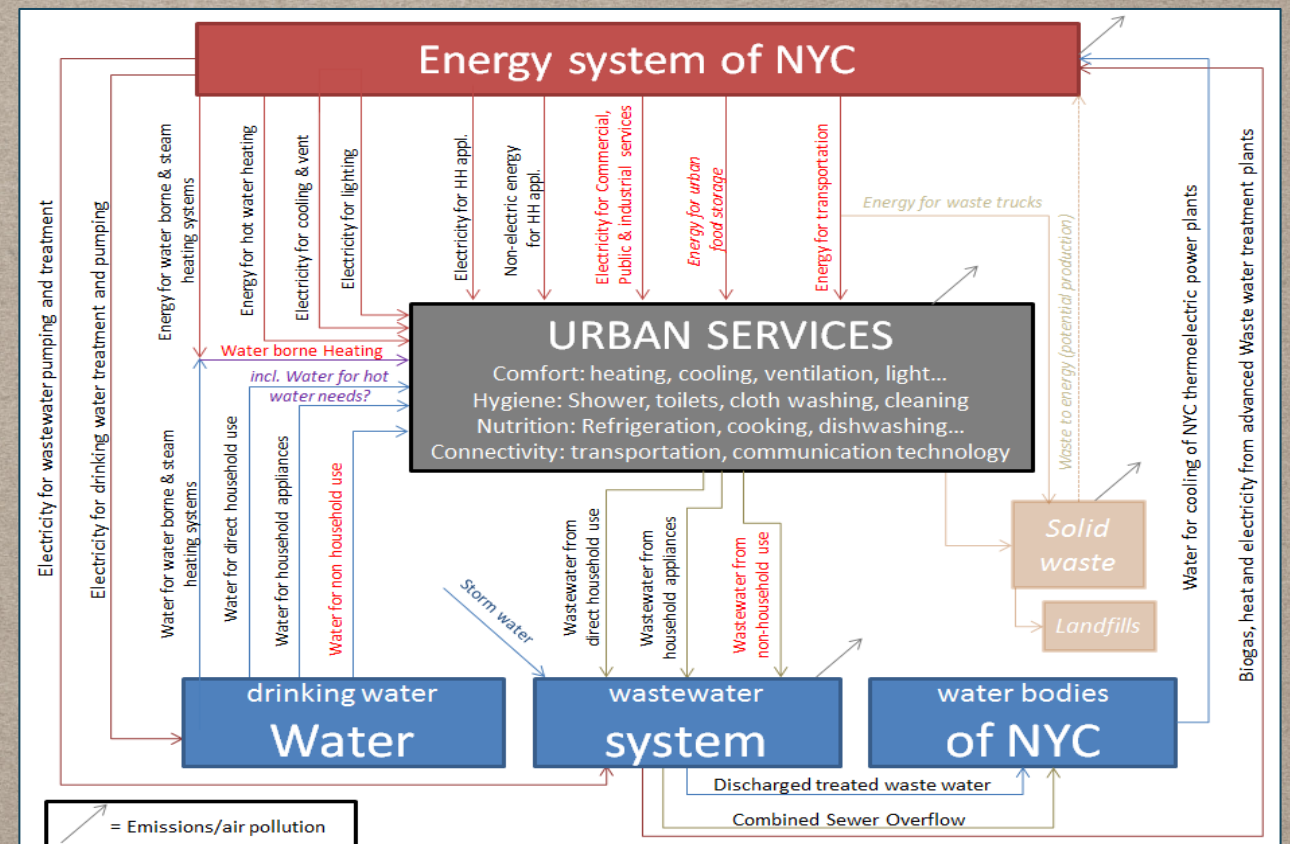 Energy system of NYC
Electricity for wastewater pumping and treatment
Electricity for drinking water treatment and pumping
Energy for water borne & steam
heating systems
Energy for hot water heating
Electricity for cooling & vent
Electricity for lighting
Electricity for HH appl.
Non-electric energy
for HH appl.
Electricity for Commercial,
Public & industrial services
Energy for urban
food storage
Energy for transportation
Energy for waste trucks
Waste to energy (potential production)
Water for cooling of NYC thermoelectric power plants
Biogas, heat and electricity from advanced Waste water treatment plants
URBAN SERVICES
Comfort: heating, cooling, ventilation, light...
Hygiene: Shower, toilets, cloth washing, cleaning
Nutrition: Refrigeration, cooking, dishwashing...
Connectivity: transportation, communication technology
Water borne Heating
incl. Water for hot
water needs?
Water for water borne & steam
heating systems
Water for direct household use
Water for household appliances
Water for non household use
Storm water
Wastewater from
direct household use
Wastewater from
household appliances
Wastewater from
non-household use
Solid
waste
Landfills
drinking water
Water
wastewater
system
water bodies
of NYC
Discharged treated waste water
Combined Sewer Overflow
= Emissions/air pollution